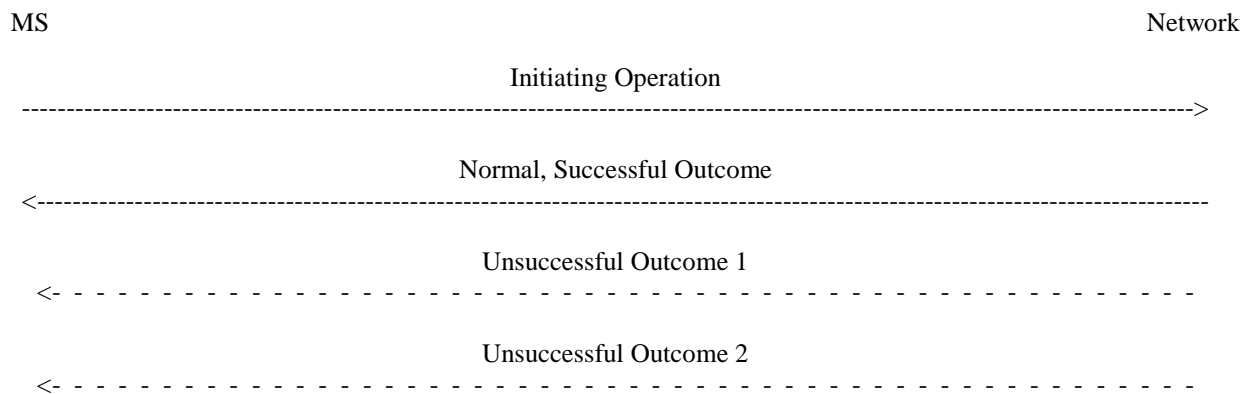 MS Network
Initiating Operation
Normal, Successful Outcome
Unsuccessful Outcome 1
Unsuccessful Outcome 2